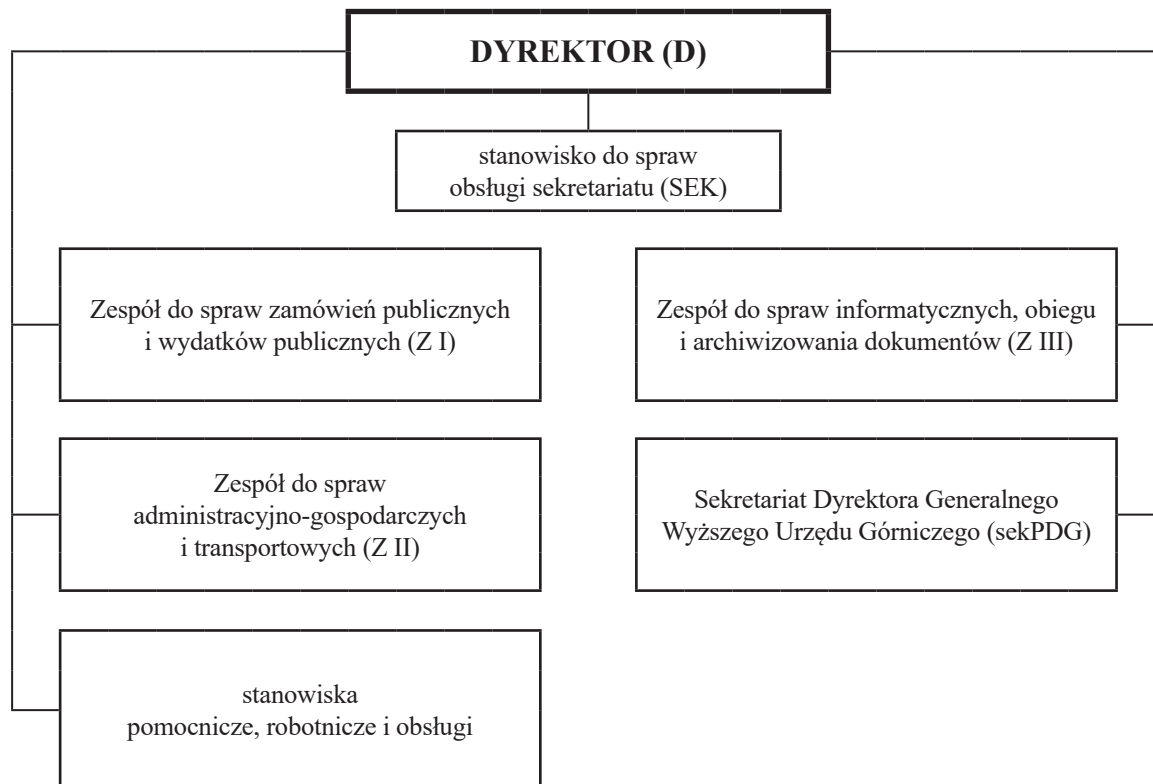 DYREKTOR (D)
stanowisko do spraw
obsługi sekretariatu (SEK)
Zespół do spraw zamówień publicznych
i wydatków publicznych (Z I)
Zespół do spraw informatycznych, obiegu
i archiwizowania dokumentów (Z III)
Zespół do spraw
administracyjno-gospodarczych
i transportowych (Z II)
Sekretariat Dyrektora Generalnego
Wyższego Urzędu Górniczego (sekPDG)
stanowiska
pomocnicze, robotnicze i obsługi